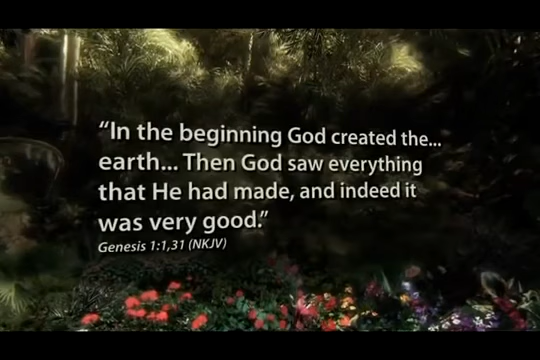 “In the beginning God created the...
earth... Then God saw everything
that He had made, and indeed it
was very good.”
Genesis 1:1,31 (NKJV)